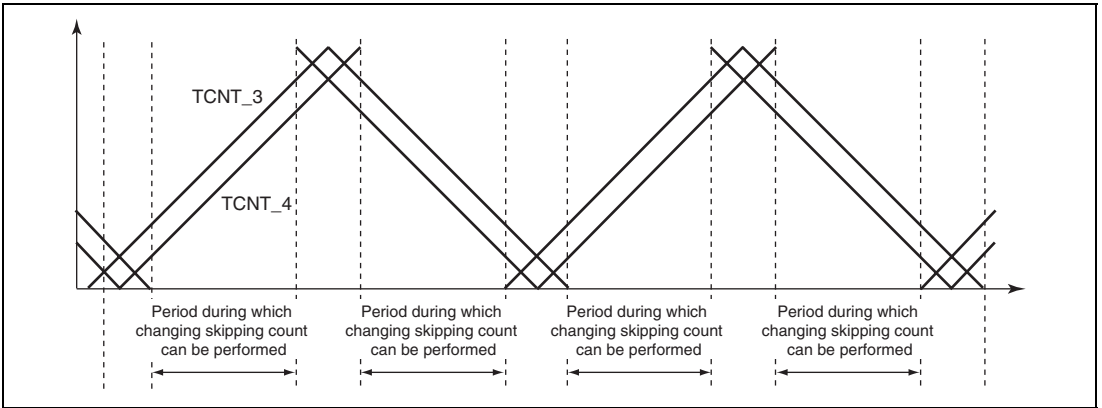 TCNT_3
TCNT_4
Period during which
changing skipping count
can be performed
Period during which
changing skipping count
can be performed
Period during which
changing skipping count
can be performed
Period during which
changing skipping count
can be performed